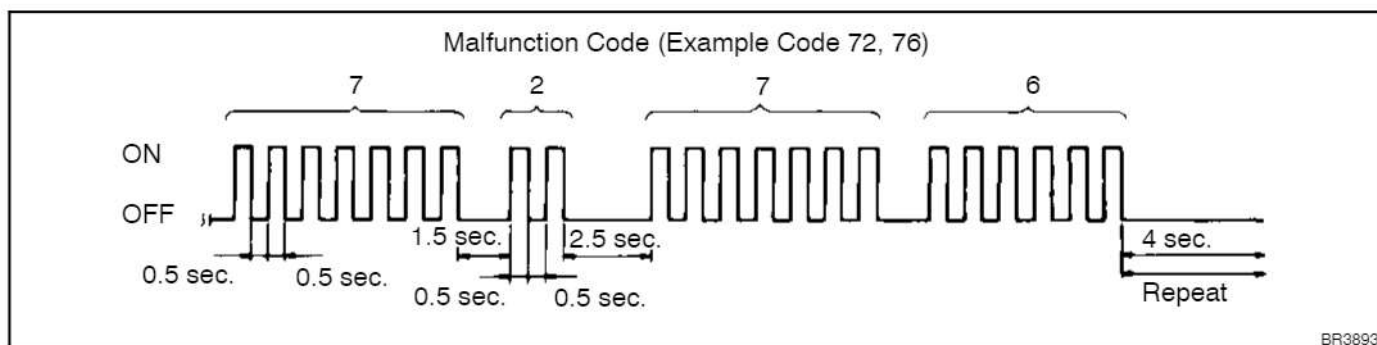 Malfunction Code (Example Code 72, 76)
7 2 7 6
ON
OFF
1.5 sec. 2.5 sec. 4 sec.
0.5 sec. 0.5 sec.
0.5 sec. 0.5 sec. Repeat
BR3893